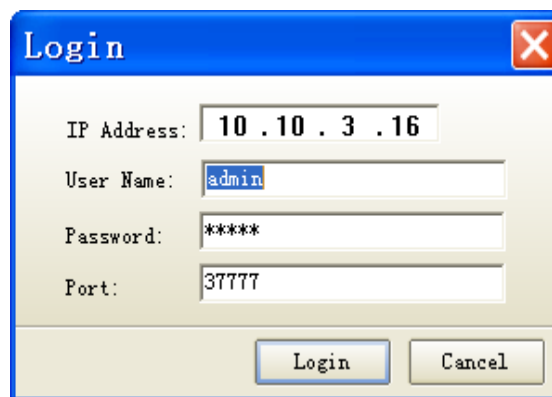 Login
IP Address: 10 . 10 . 3 . 16
User Name: admin
Password: *****
Port: 37777
Login Cancel